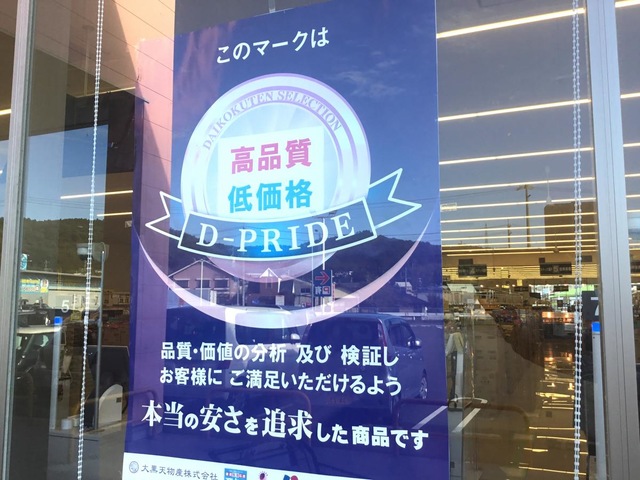 このマークは
DAIKOKUTEN SELECTION
高品質
低価格
D-PRIDE
品質・価値の分析 及び 検証し
お客様に ご満足いただけるよう
本当の安さを追求した商品です
大黒天物産株式会社
5
7